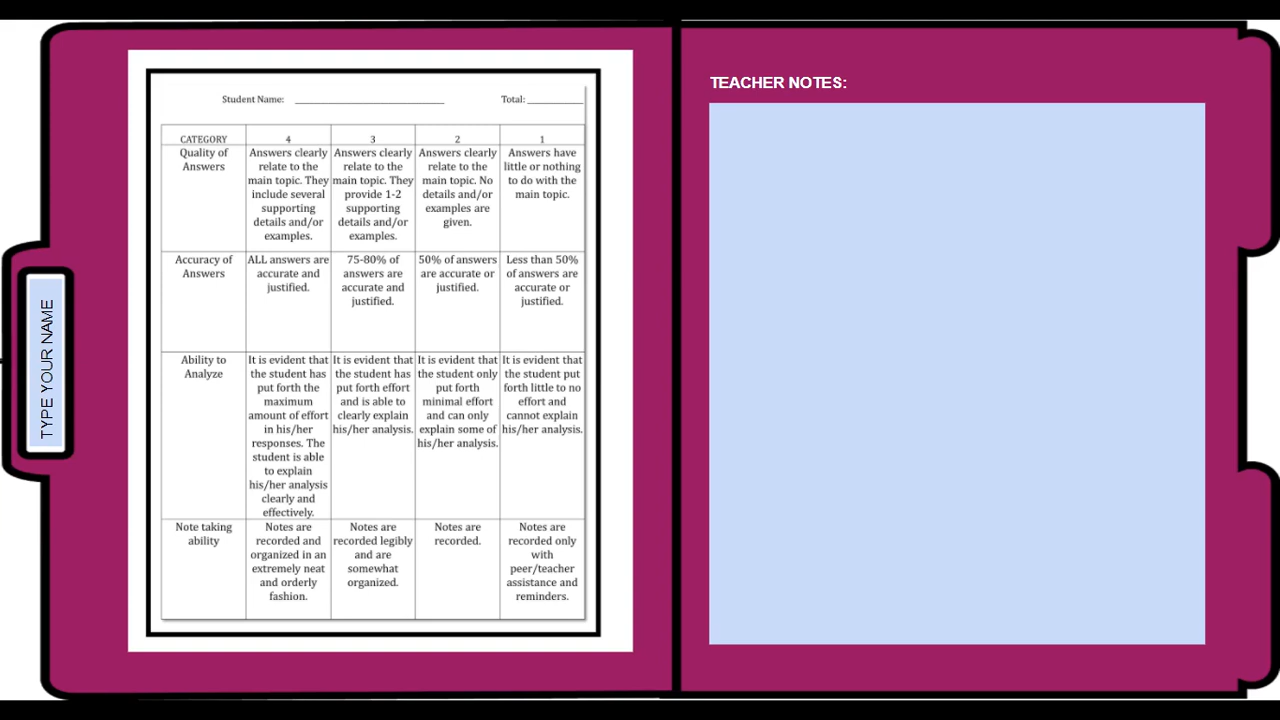 TYPE YOUR NAME
Student Name: ____________________ Total: __________
CATEGORY 4 3 2 1
Quality of
Answers
Answers clearly
relate to the
main topic. They
include several
supporting
details and/or
examples.
Answers clearly
relate to the
main topic. They
provide 1-2
supporting
details and/or
examples.
Answers clearly
relate to the
main topic. No
details and/or
examples are
given.
Answers have
little or nothing
to do with the
main topic.
Accuracy of
Answers
ALL answers are
accurate and
justified.
75-80% of
answers are
accurate and
justified.
50% of answers
are accurate or
justified.
Less than 50%
of answers are
accurate or
justified.
Ability to
Analyze
It is evident that
the student has
put forth the
maximum
amount of effort
in his/her
responses. The
student is able
to explain
his/her analysis
clearly and
effectively.
It is evident that
the student has
put forth effort
and is able to
clearly explain
his/her analysis.
It is evident that
the student only
put forth
minimal effort
and can only
explain some of
his/her analysis.
It is evident that
the student put
forth little to no
effort and
cannot explain
his/her analysis.
Note taking
ability
Notes are
recorded and
organized in an
extremely neat
and orderly
fashion.
Notes are
recorded legibly
and are
somewhat
organized.
Notes are
recorded.
Notes are
recorded only
with
peer/teacher
assistance and
reminders.
TEACHER NOTES: